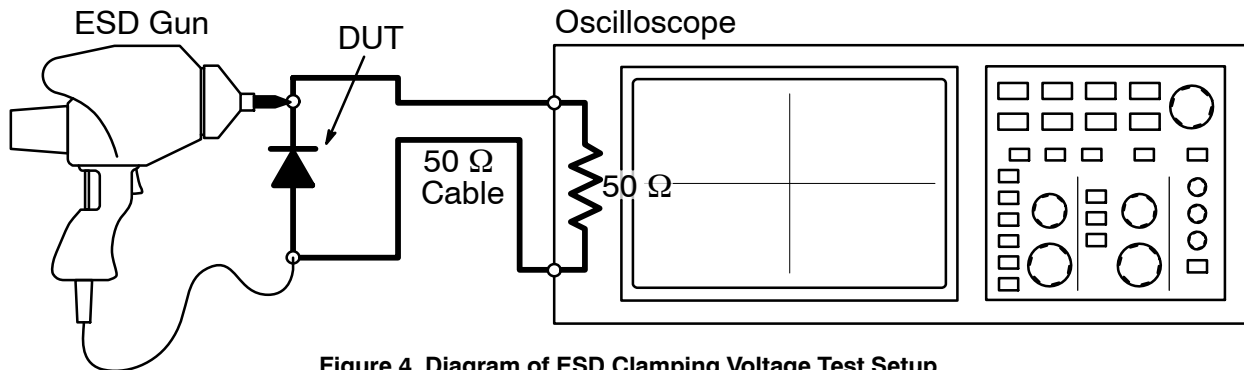 ESD Gun
DUT
Oscilloscope
50 Ω
Cable
50 Ω
Figure 4. Diagram of ESD Clamping Voltage Test Setup